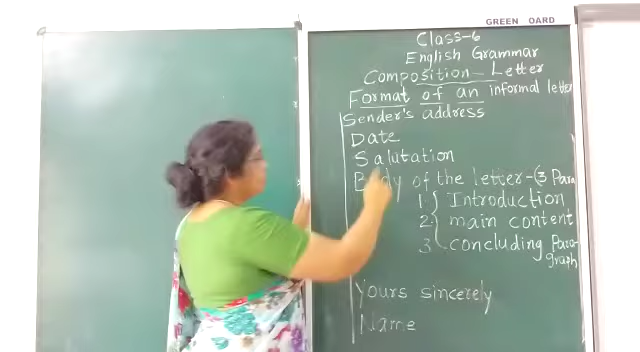 GREEN OARD
Class-6
English Grammar
Composition - Letter
Format of an informal letter
Sender's address
Date
Salutation
Body of the letter-(3 Para
1. Introduction
2. main content
3. concluding Para-
graph
Yours sincerely
Name